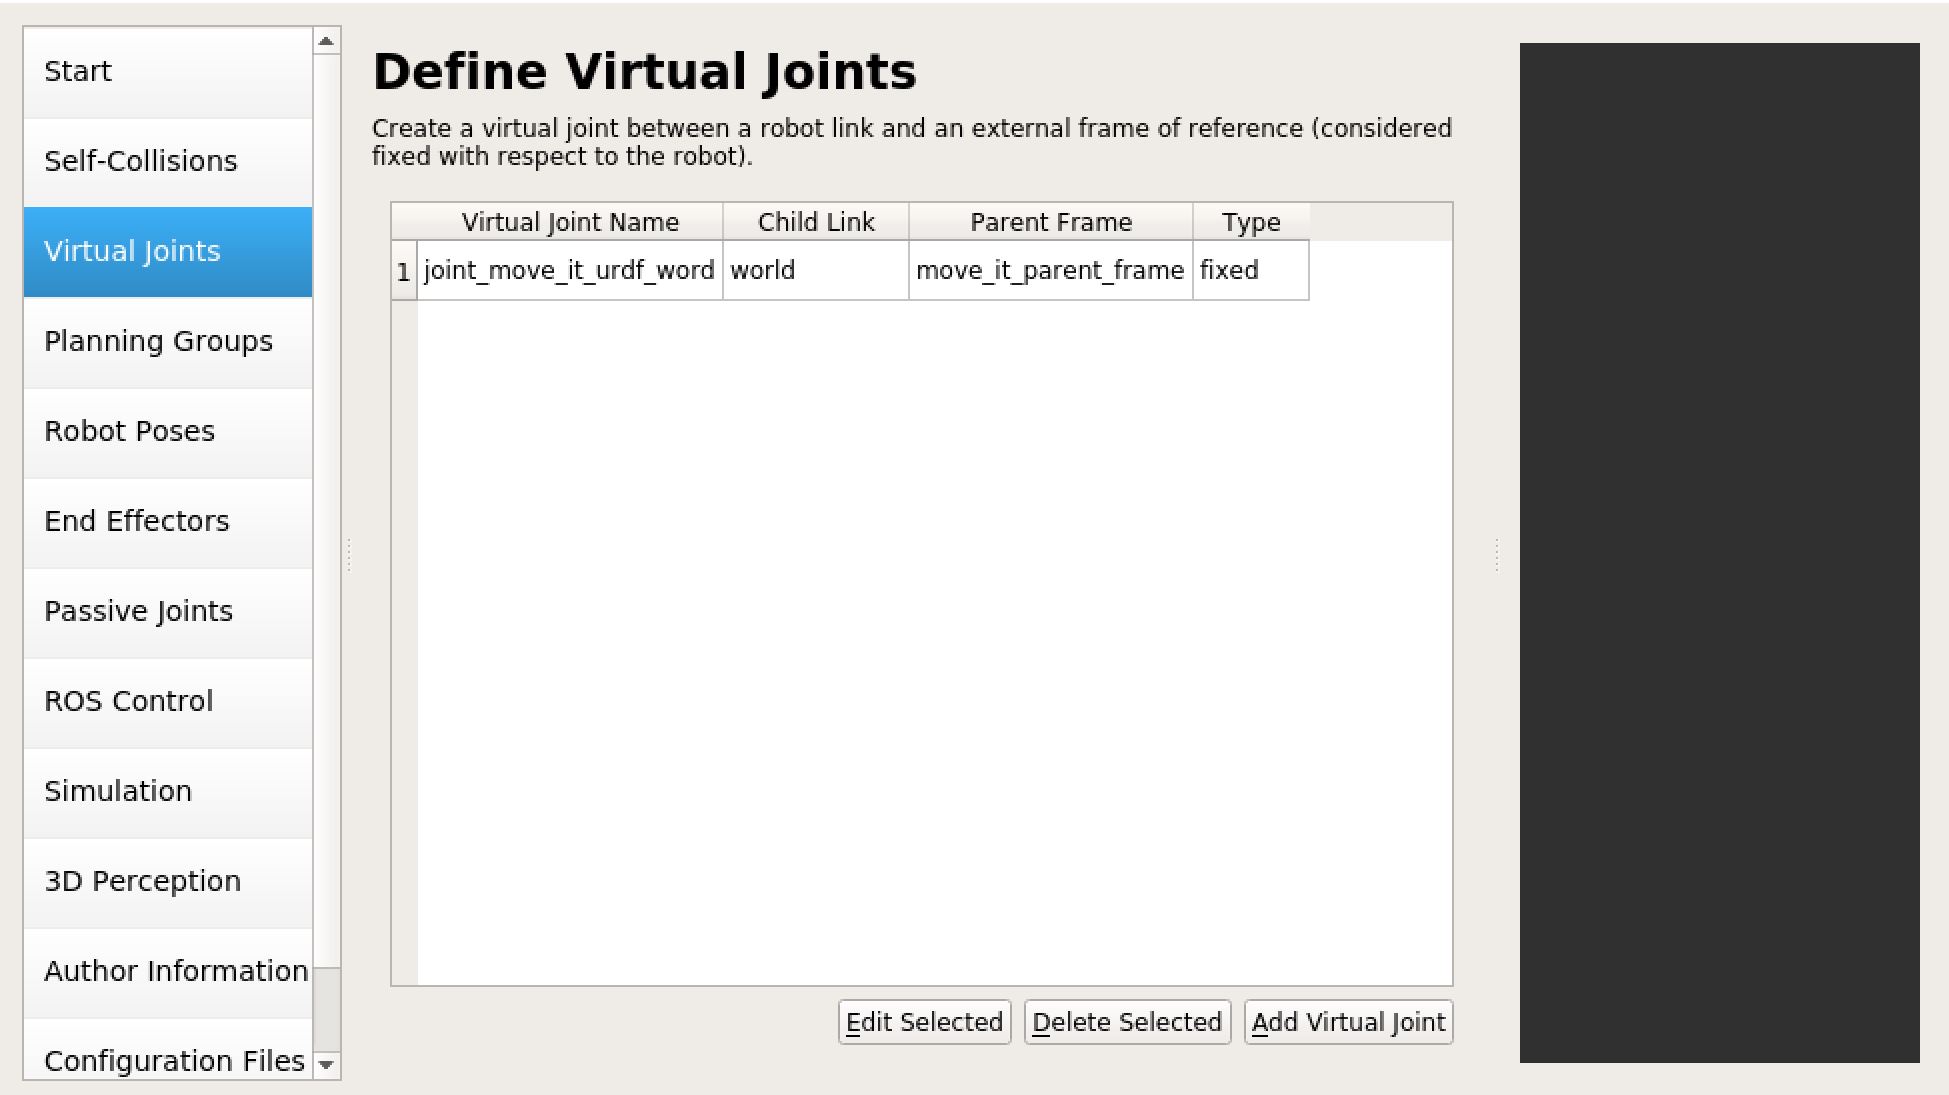 Start
Self-Collisions
Virtual Joints
Planning Groups
Robot Poses
End Effectors
Passive Joints
ROS Control
Simulation
3D Perception
Author Information
Configuration Files
Define Virtual Joints
Create a virtual joint between a robot link and an external frame of reference (considered
fixed with respect to the robot).
Virtual Joint Name Child Link Parent Frame Type
1 joint_move_it_urdf_word world move_it_parent_frame fixed
Edit Selected Delete Selected Add Virtual Joint